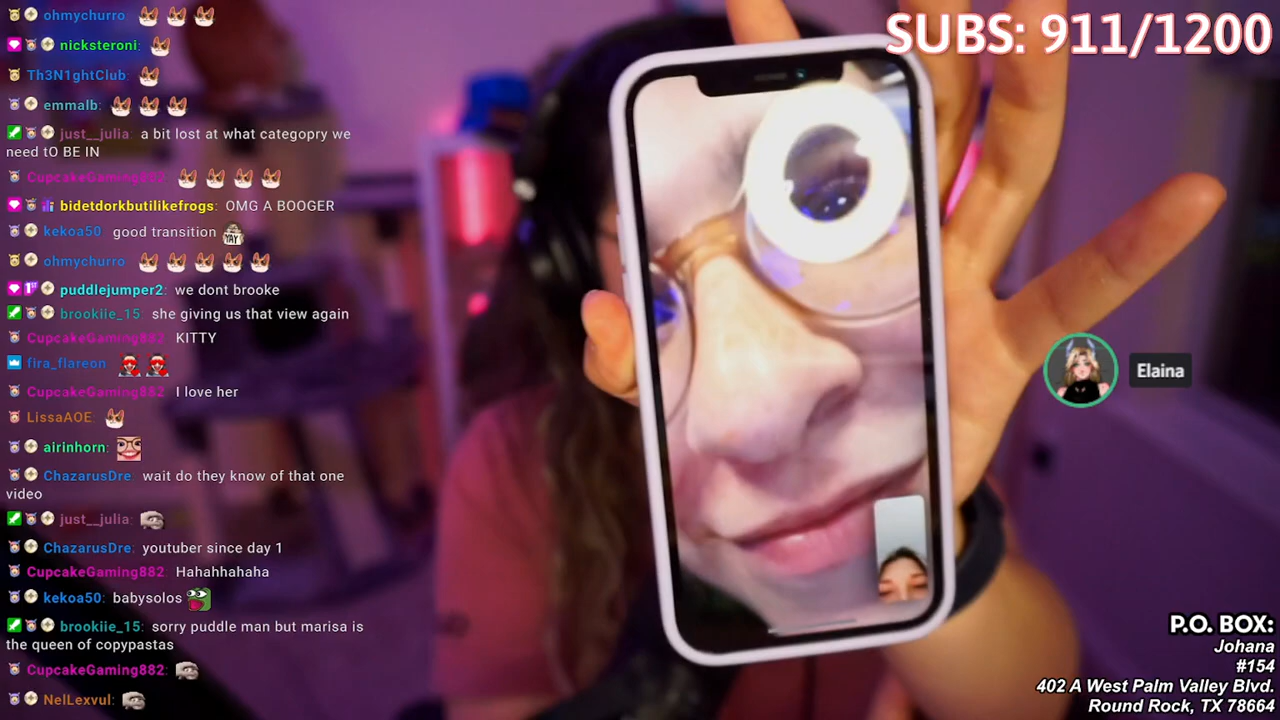 SUBS: 911/1200
ohmychurro:
nicksteroni:
Th3N1ghtClub:
emmalb:
just__julia: a bit lost at what categopry we
need tO BE IN
CupcakeGaming882:
bidetdorkbutilikefrogs: OMG A BOOGER
kekoa50: good transition
YAY
ohmychurro:
puddlejumper2: we dont brooke
brookiie_15: she giving us that view again
CupcakeGaming882: KITTY
fira_flareon:
CupcakeGaming882: I love her
LissaAOE:
airinhorn:
ChazarusDre: wait do they know of that one
video
just__julia:
ChazarusDre: youtuber since day 1
CupcakeGaming882: Hahahhahaha
kekoa50: babysolos
brookiie_15: sorry puddle man but marisa is
the queen of copypastas
CupcakeGaming882:
NelLexvul:
Elaina
P.O. BOX:
Johana
#154
402 A West Palm Valley Blvd.
Round Rock, TX 78664